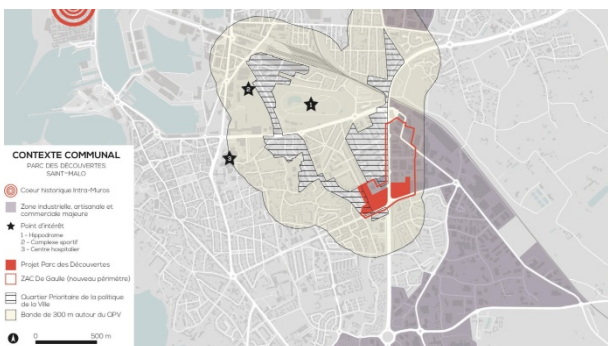 2
1
3
CONTEXTE COMMUNAL
PARC DES DÉCOUVERTES
SAINT-MALO
Coeur historique Intra-Muros
Zone industrielle, artisanale et
commerciale majeure
Point d'intérêt
1 - Hippodrome
2 - Complexe sportif
3 - Centre hospitalier
Projet Parc des Découvertes
ZAC De Gaulle (nouveau périmètre)
Quartier Prioritaire de la politique
de la Ville
Bande de 300 m autour du QPV
0 500 m